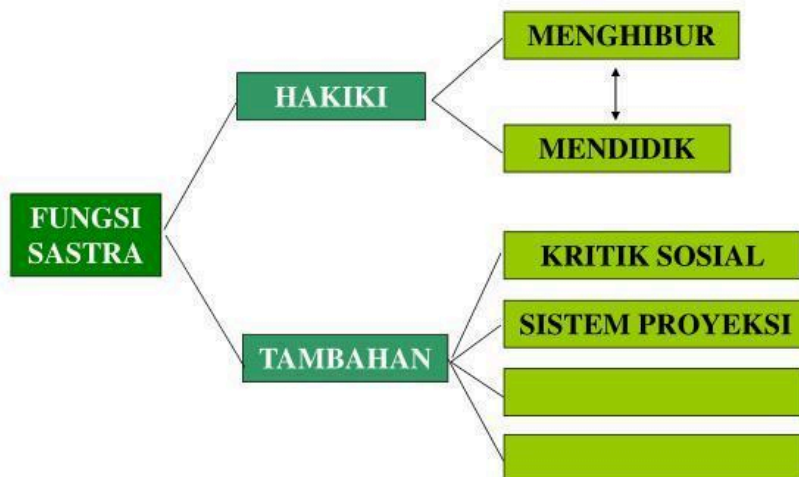 MENGHIBUR
HAKIKI
MENDIDIK
FUNGSI
SASTRA
KRITIK SOSIAL
SISTEM PROYEKSI
TAMBAHAN